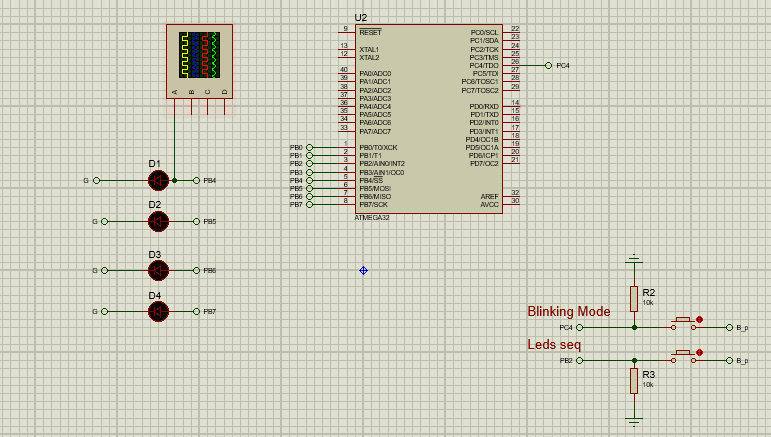 U2
9 RESET PC0/SCL 22
PC1/SDA 23
13 XTAL1 PC2/TCK 24
12 XTAL2 PC3/TMS 25
PC4/TDO 26 PC4
40 PA0/ADC0 PC5/TDI 27
39 PA1/ADC1 PC6/TOSC1 28
38 PA2/ADC2 PC7/TOSC2 29
37 PA3/ADC3
36 PA4/ADC4 PD0/RXD 14
35 PA5/ADC5 PD1/TXD 15
34 PA6/ADC6 PD2/INT0 16
33 PA7/ADC7 PD3/INT1 17
PD4/OC1B 18
PB0 1 PB0/T0/XCK PD5/OC1A 19
PB1 2 PB1/T1 PD6/ICP1 20
PB2 3 PB2/AIN0/INT2 PD7/OC2 21
PB3 4 PB3/AIN1/OC0
PB4 5 PB4/SS
PB5 6 PB5/MOSI
PB6 7 PB6/MISO AREF 32
PB7 8 PB7/SCK AVCC 30
ATMEGA32
A B C D
D1
G PB4
D2
G PB5
D3
G PB6
D4
G PB7
R2
10k
Blinking Mode
PC4 B_p
Leds seq
PB2 B_p
R3
10k